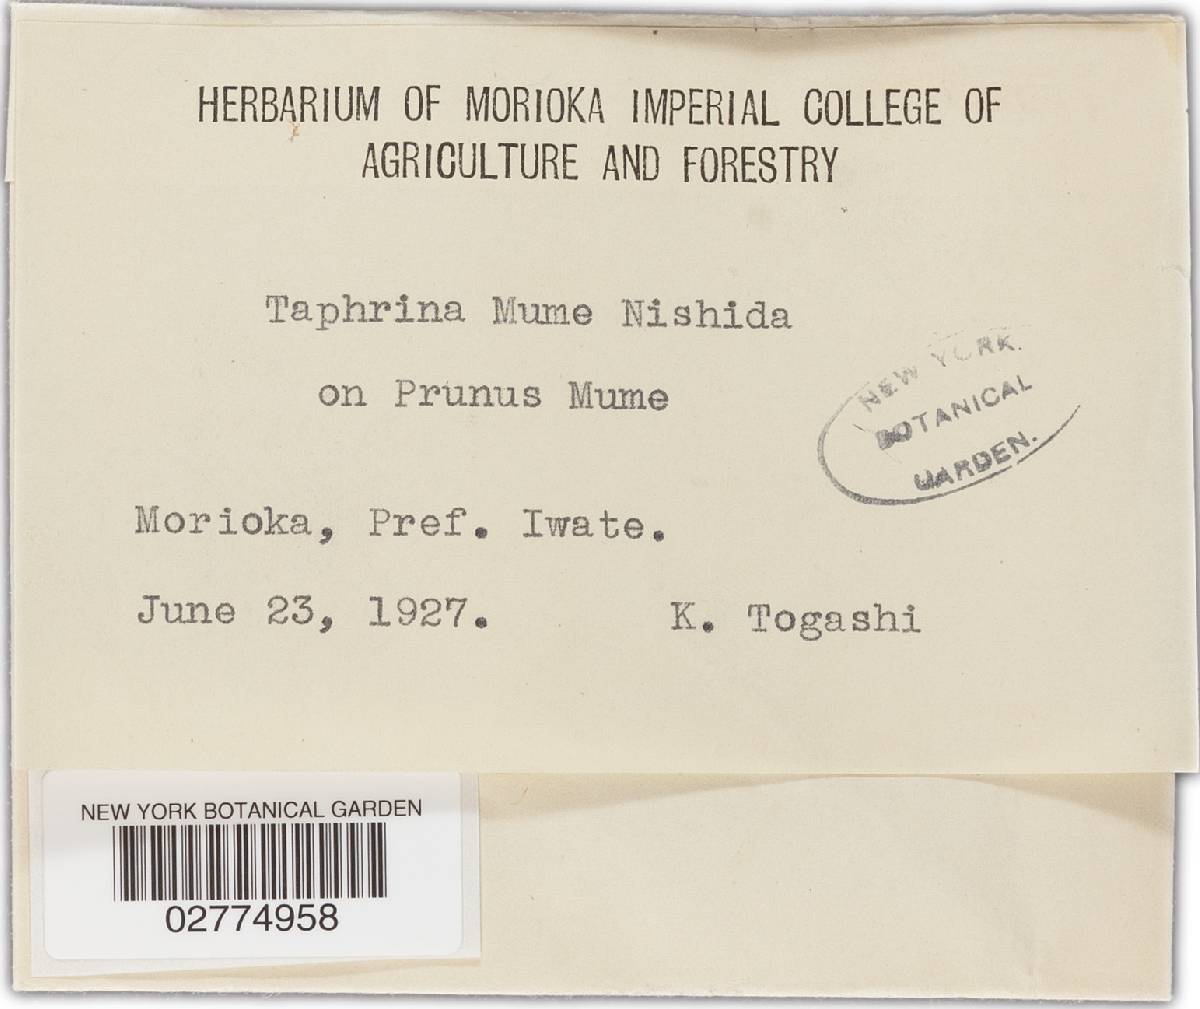 HERBARIUM OF MORIOKA IMPERIAL COLLEGE OF
AGRICULTURE AND FORESTRY
Taphrina Mume Nishida
on Prunus Mume
NEW YORK.
BOTANICAL
GARDEN.
Morioka, Pref. Iwate.
June 23, 1927. K. Togashi
NEW YORK BOTANICAL GARDEN
02774958